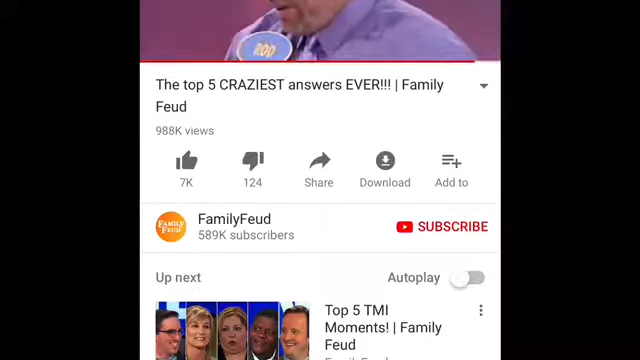 ROD
The top 5 CRAZIEST answers EVER!!! | Family
Feud
988K views
7K
124
Share
Download
Add to
FAMILY
FEUD
FamilyFeud
589K subscribers
SUBSCRIBE
Up next
Autoplay
Top 5 TMI
Moments! | Family
Feud